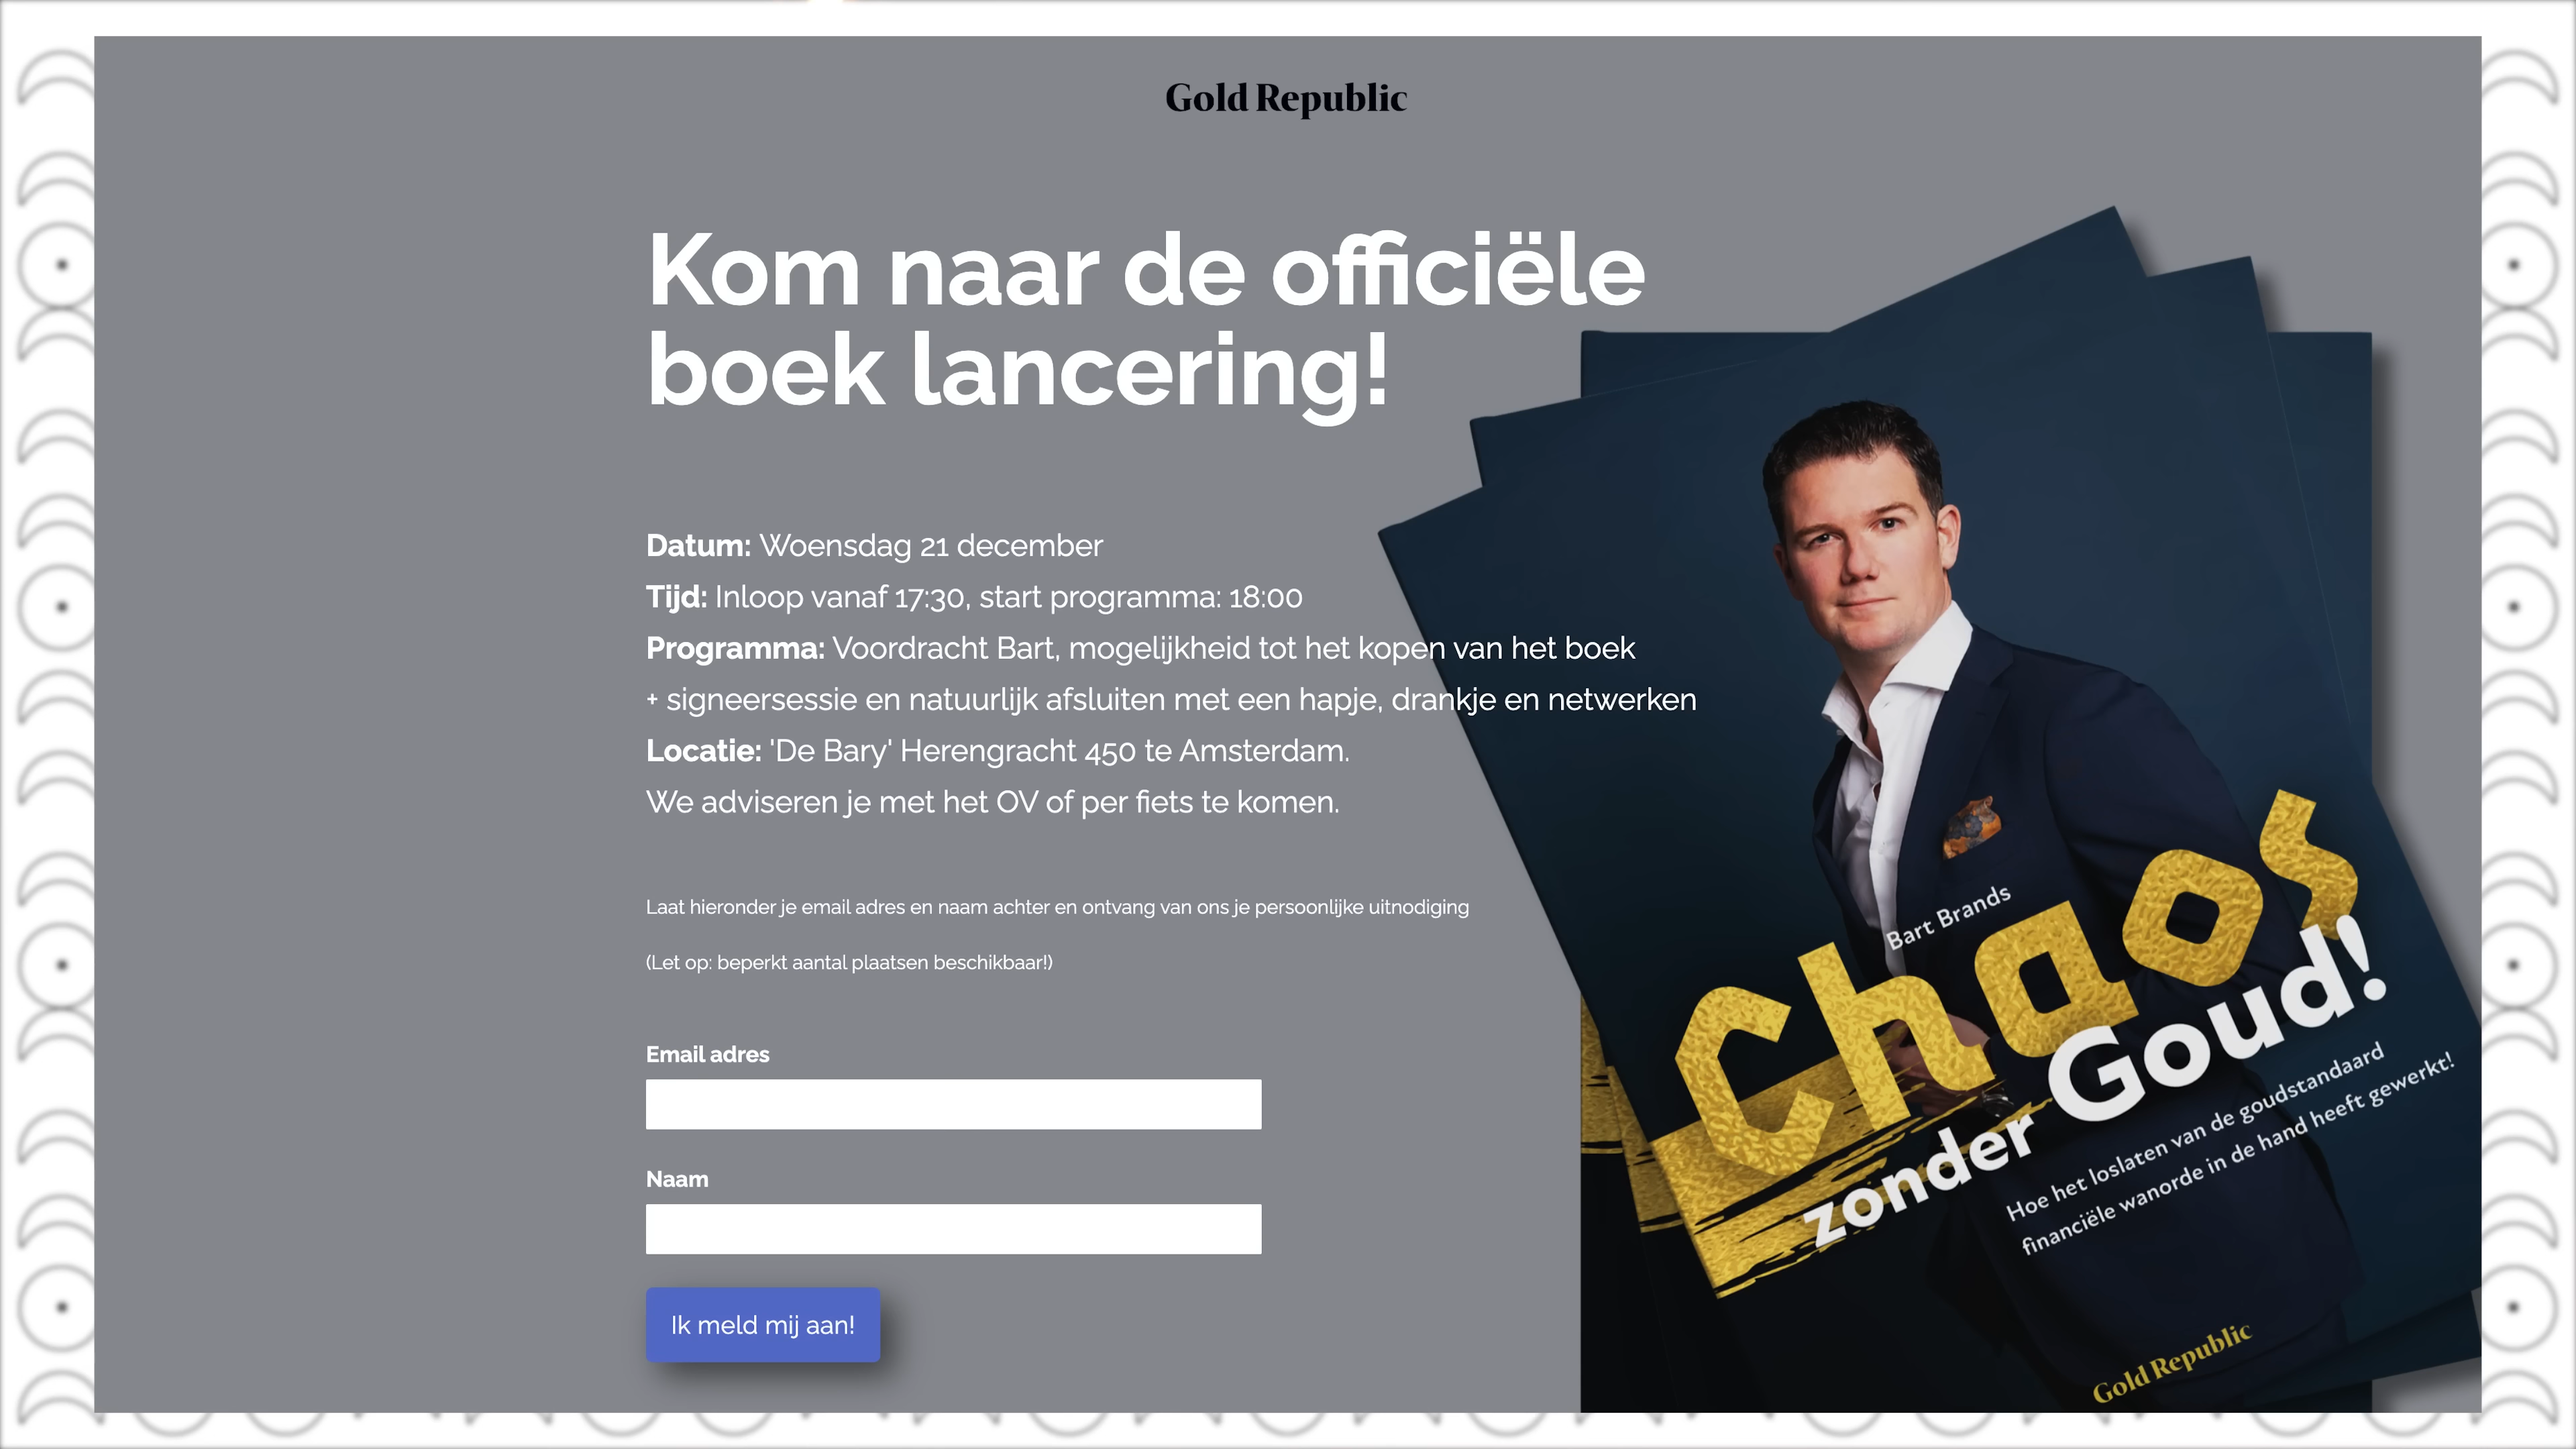 Gold Republic
Kom naar de officiële
boek lancering!
Datum: Woensdag 21 december
Tijd: Inloop vanaf 17:30, start programma: 18:00
Programma: Voordracht Bart, mogelijkheid tot het kopen van het boek
+ signeersessie en natuurlijk afsluiten met een hapje, drankje en netwerken
Locatie: 'De Bary' Herengracht 450 te Amsterdam.
We adviseren je met het OV of per fiets te komen.
Laat hieronder je email adres en naam achter en ontvang van ons je persoonlijke uitnodiging
(Let op: beperkt aantal plaatsen beschikbaar!)
Email adres
Naam
Ik meld mij aan!
Bart Brands
Chaos
zonder Goud!
Hoe het loslaten van de goudstandaard
financiële wanorde in de hand heeft gewerkt!
Gold Republic